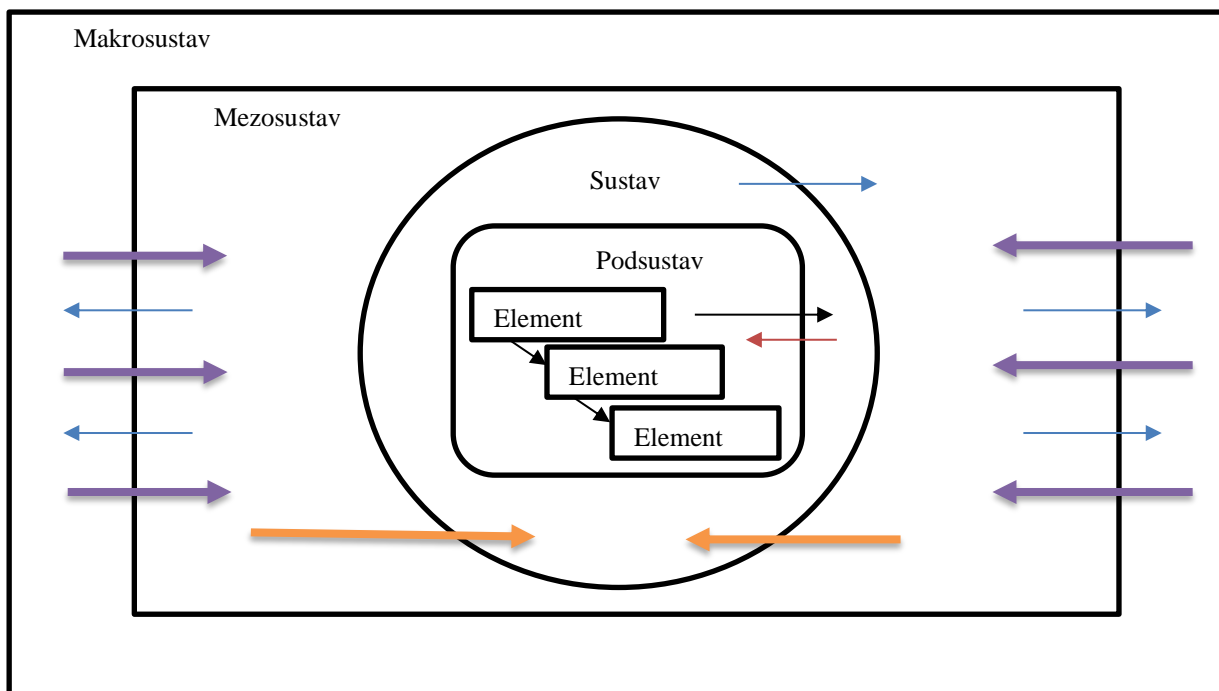 Makrosustav
Mezosustav
Sustav
Podsustav
Element
Element
Element